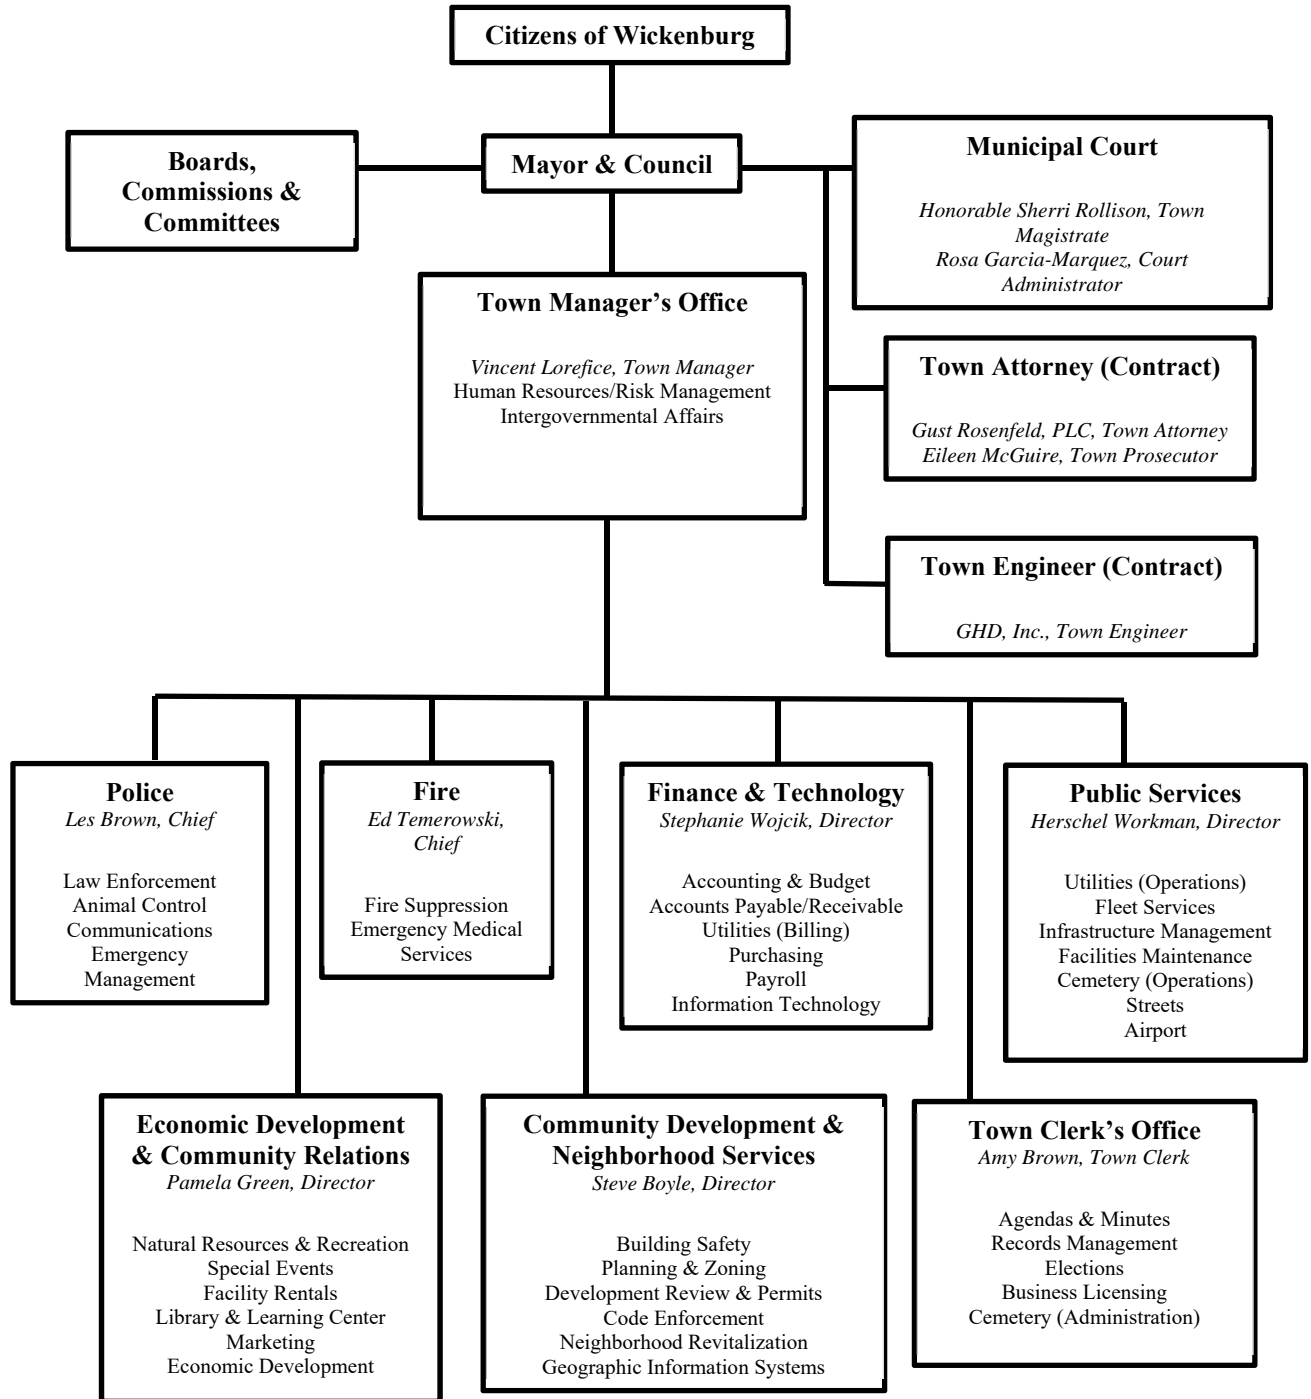 Citizens of Wickenburg
Boards,
Commissions &
Committees
Mayor & Council
Municipal Court
Honorable Sherri Rollison, Town
Magistrate
Rosa Garcia-Marquez, Court
Administrator
Town Manager’s Office
Vincent Lorefice, Town Manager
Human Resources/Risk Management
Intergovernmental Affairs
Town Attorney (Contract)
Gust Rosenfeld, PLC, Town Attorney
Eileen McGuire, Town Prosecutor
Town Engineer (Contract)
GHD, Inc., Town Engineer
Police
Les Brown, Chief
Law Enforcement
Animal Control
Communications
Emergency
Management
Fire
Ed Temerowski,
Chief
Fire Suppression
Emergency Medical
Services
Finance & Technology
Stephanie Wojcik, Director
Accounting & Budget
Accounts Payable/Receivable
Utilities (Billing)
Purchasing
Payroll
Information Technology
Public Services
Herschel Workman, Director
Utilities (Operations)
Fleet Services
Infrastructure Management
Facilities Maintenance
Cemetery (Operations)
Streets
Airport
Economic Development
& Community Relations
Pamela Green, Director
Natural Resources & Recreation
Special Events
Facility Rentals
Library & Learning Center
Marketing
Economic Development
Community Development &
Neighborhood Services
Steve Boyle, Director
Building Safety
Planning & Zoning
Development Review & Permits
Code Enforcement
Neighborhood Revitalization
Geographic Information Systems
Town Clerk’s Office
Amy Brown, Town Clerk
Agendas & Minutes
Records Management
Elections
Business Licensing
Cemetery (Administration)